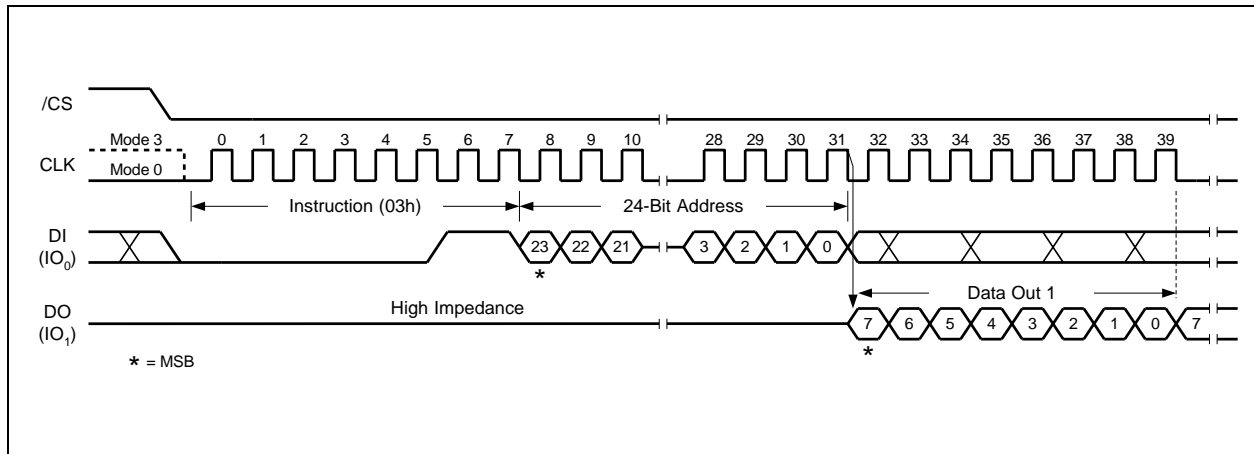 /CS
Mode 3
0 1 2 3 4 5 6 7 8 9 10 28 29 30 31 32 33 34 35 36 37 38 39
CLK
Mode 0
Instruction (03h)
24-Bit Address
DI
(IO0)
23 22 21 3 2 1 0
*
Data Out 1
DO
(IO1)
High Impedance
7 6 5 4 3 2 1 0 7
*
* = MSB